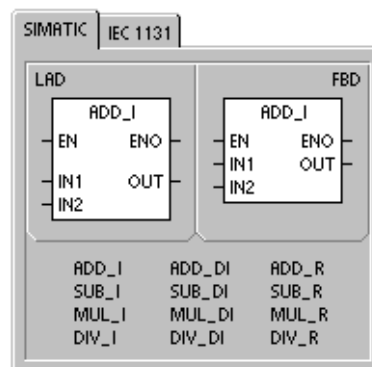 SIMATIC IEC 1131
LAD FBD
ADD_I ADD_I
EN ENO EN ENO
IN1 OUT IN1 OUT
IN2 IN2
ADD_I ADD_DI ADD_R
SUB_I SUB_DI SUB_R
MUL_I MUL_DI MUL_R
DIV_I DIV_DI DIV_R